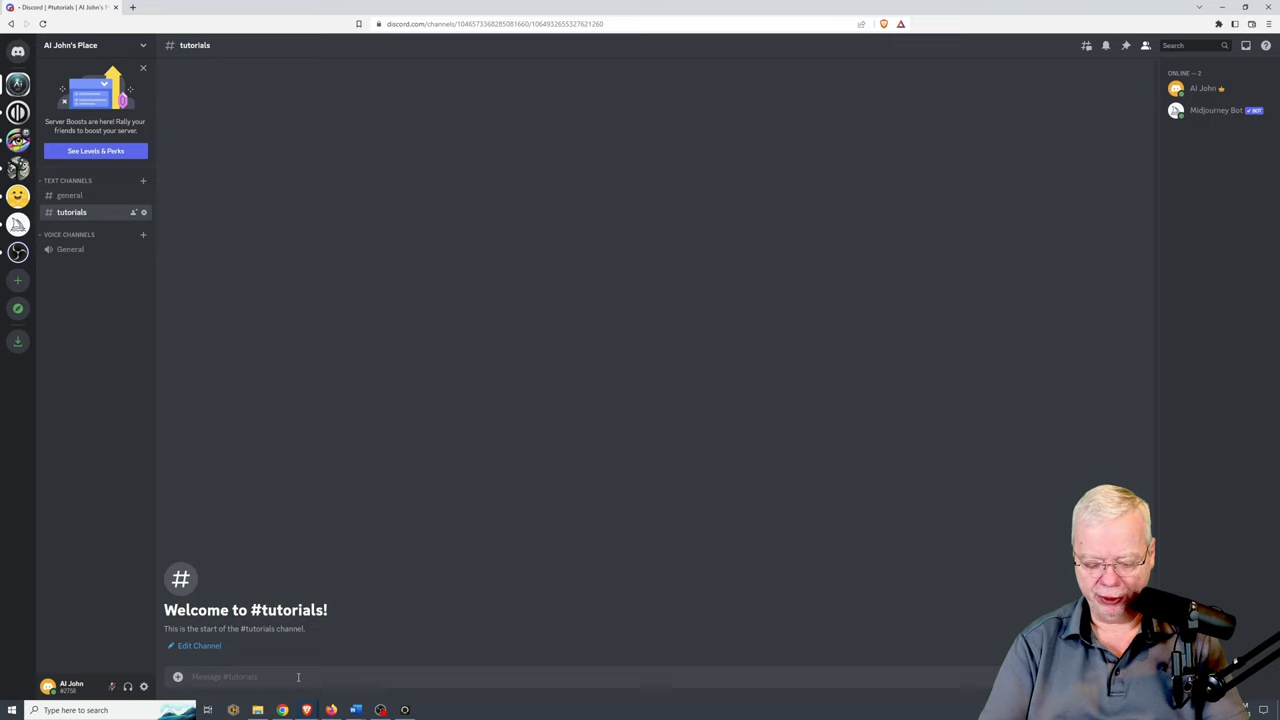 • Discord | #tutorials | AI John's P
discord.com/channels/1046573368285081660/1064932655327621260
AI John's Place
tutorials
Search
Server Boosts are here! Rally your
friends to boost your server.
See Levels & Perks
TEXT CHANNELS
general
tutorials
VOICE CHANNELS
General
ONLINE — 2
AI John
Midjourney Bot
BOT
Welcome to #tutorials!
This is the start of the #tutorials channel.
Edit Channel
Message #tutorials
AI John
#2758
Type here to search